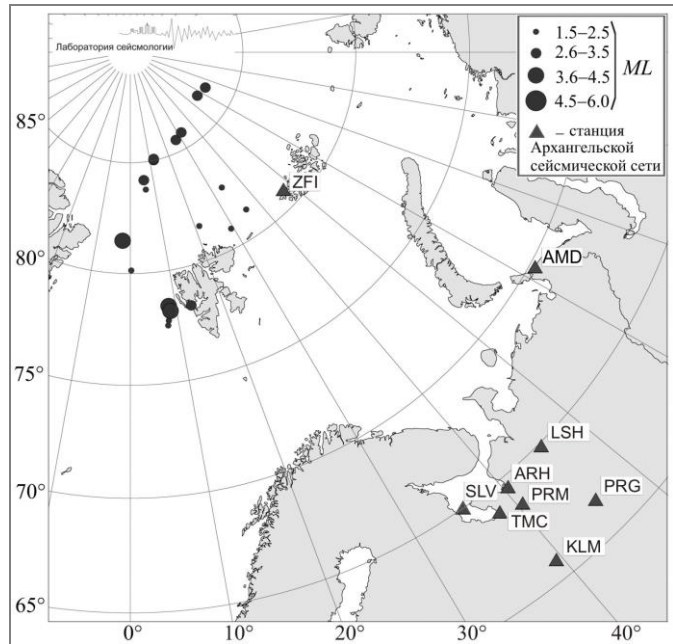 Лаборатория сейсмологии
1.5–2.5
2.6–3.5
3.6–4.5
4.5–6.0
ML
– станция
Архангельской
сейсмической сети
85°
80°
75°
70°
65°
ZFI
AMD
LSH
ARH
SLV
PRM
PRG
TMC
KLM
0°
10°
20°
30°
40°